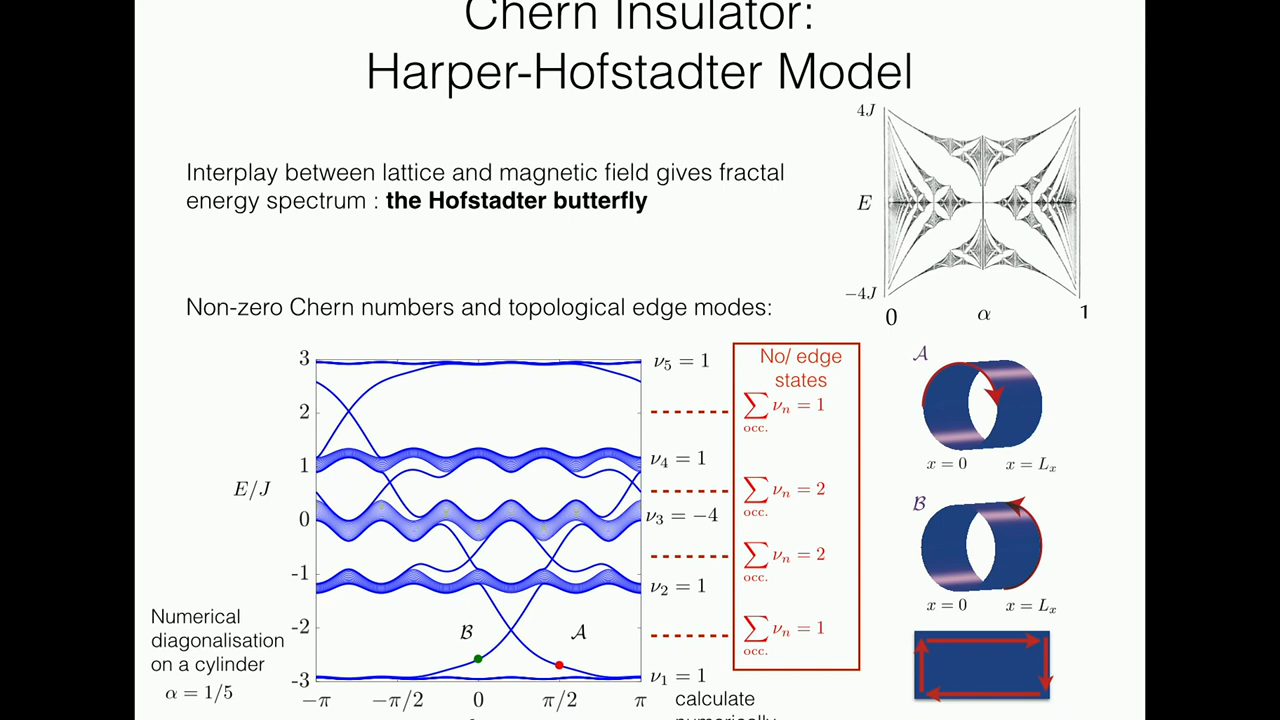 Chern Insulator:
Harper-Hofstadter Model
Interplay between lattice and magnetic field gives fractal
energy spectrum : the Hofstadter butterfly
4J
E
−4J
0
α
1
Non-zero Chern numbers and topological edge modes:
3
2
1
0
-1
-2
-3
E/J
−π
−π/2
0
π/2
π
ℬ
𝒜
ν₅ = 1
ν₄ = 1
ν₃ = −4
ν₂ = 1
ν₁ = 1
calculate
numerically
No/ edge
states
∑ νₙ = 1
occ.
∑ νₙ = 2
occ.
∑ νₙ = 2
occ.
∑ νₙ = 1
occ.
𝒜
x = 0
x = Lₓ
ℬ
x = 0
x = Lₓ
Numerical
diagonalisation
on a cylinder
α = 1/5